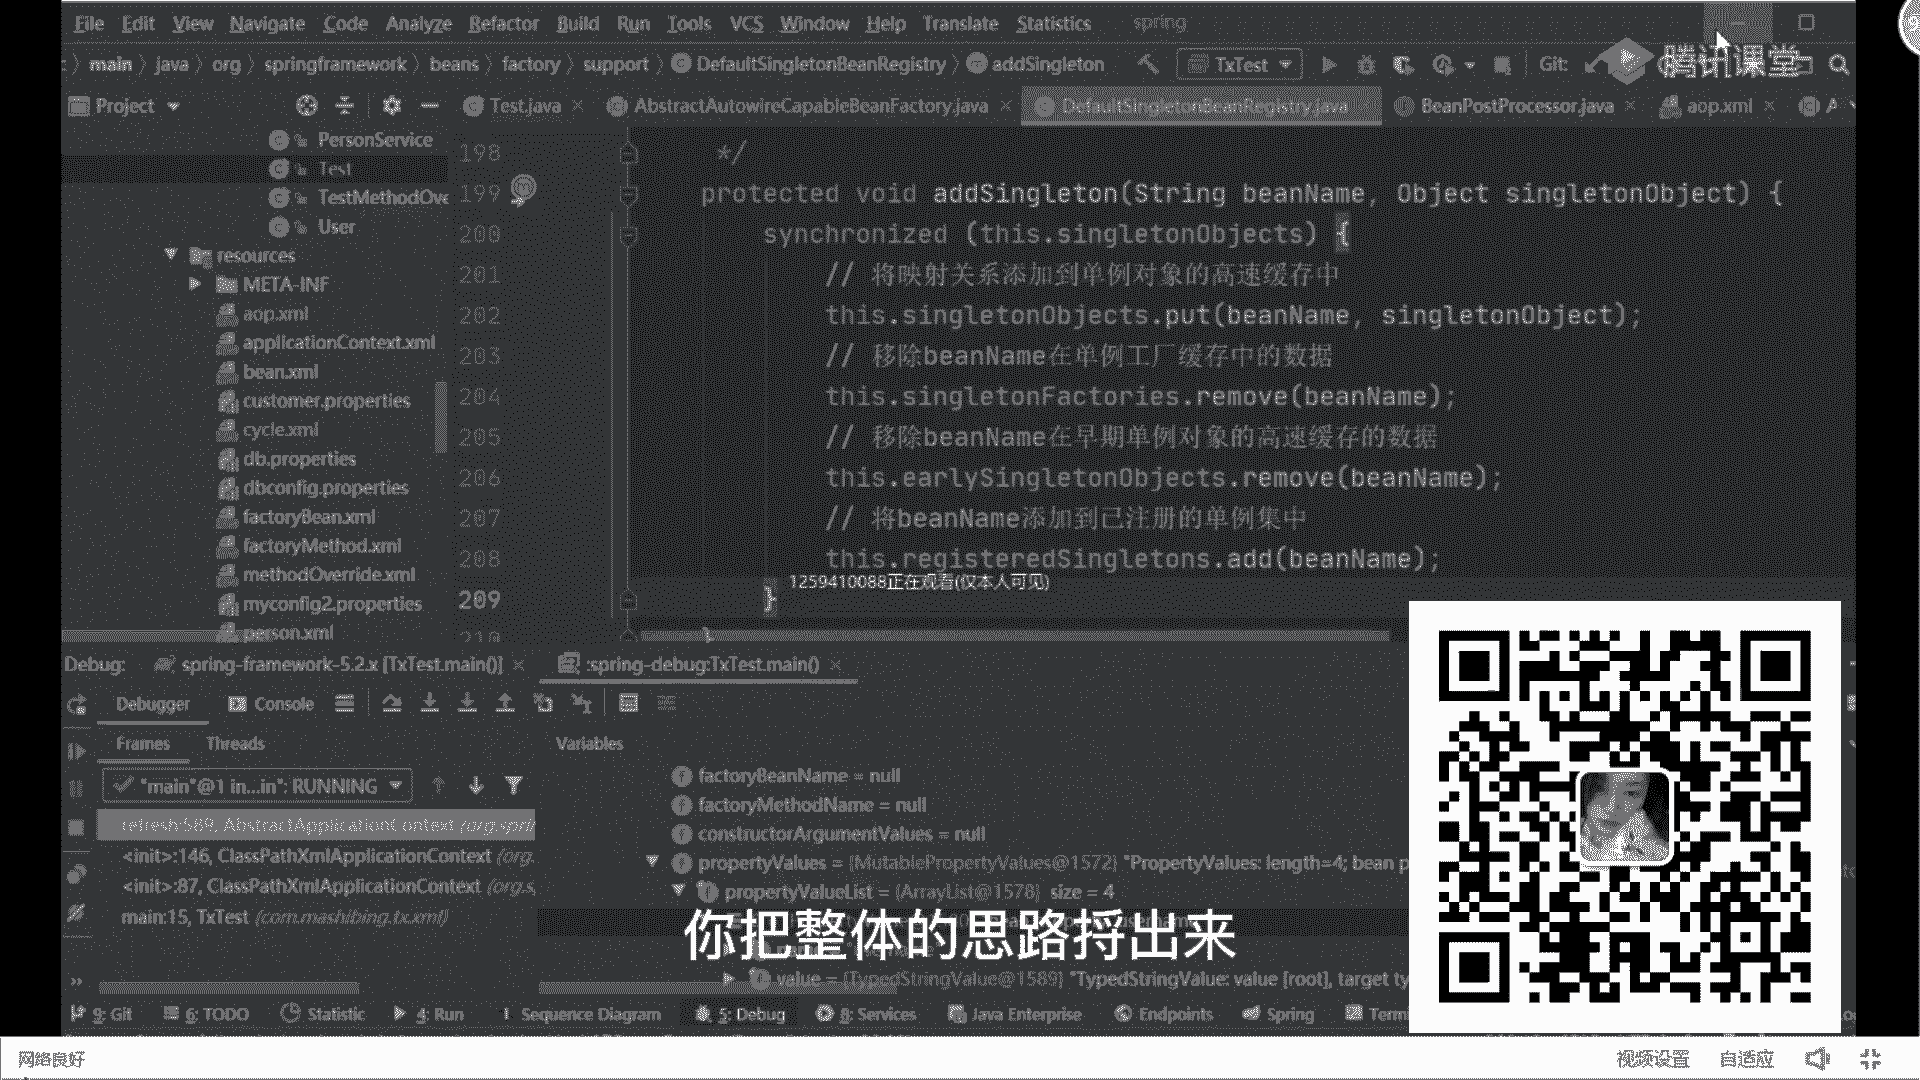 File Edit View Navigate Code Analyze Refactor Build Run Tools VCS Window Help Translate Statistics spring
main java org springframework beans factory support DefaultSingletonBeanRegistry addSingleton TxTest Git: 腾讯课堂
Project Test.java AbstractAutowireCapableBeanFactory.java DefaultSingletonBeanRegistry.java BeanPostProcessor.java aop.xml A
PersonService
Test
TestMethodOve
User
resources
META-INF
aop.xml
applicationContext.xml
bean.xml
customer.properties
cycle.xml
db.properties
dbconfig.properties
factoryBean.xml
factoryMethod.xml
methodOverride.xml
myconfig2.properties
person.xml
198 */
199 protected void addSingleton(String beanName, Object singletonObject) {
200 synchronized (this.singletonObjects) {
201 // 将映射关系添加到单例对象的高速缓存中
202 this.singletonObjects.put(beanName, singletonObject);
203 // 移除beanName在单例工厂缓存中的数据
204 this.singletonFactories.remove(beanName);
205 // 移除beanName在早期单例对象的高速缓存的数据
206 this.earlySingletonObjects.remove(beanName);
207 // 将beanName添加到已注册的单例集中
208 this.registeredSingletons.add(beanName);
1259410088正在观看(仅本人可见)
209 }
210 }
Debug: spring-framework-5.2.x [TxTest.main()] :spring-debug:TxTest.main()
Debugger Console
Frames Threads
"main"@1 in...in": RUNNING
refresh:589, AbstractApplicationContext (org.spri
<init>:146, ClassPathXmlApplicationContext (org.
<init>:87, ClassPathXmlApplicationContext (org.s
main:15, TxTest (com.mashibing.tx.xml)
Variables
factoryBeanName = null
factoryMethodName = null
constructorArgumentValues = null
propertyValues = {MutablePropertyValues@1572} "PropertyValues: length=4; bean p
propertyValueList = {ArrayList@1578} size = 4
你把整体的思路捋出来
value = {TypedStringValue@1589} "TypedStringValue: value [root], target ty
9: Git 6: TODO Statistic 4: Run Sequence Diagram 5: Debug 8: Services Java Enterprise Endpoints Spring Term
网络良好 视频设置 自适应